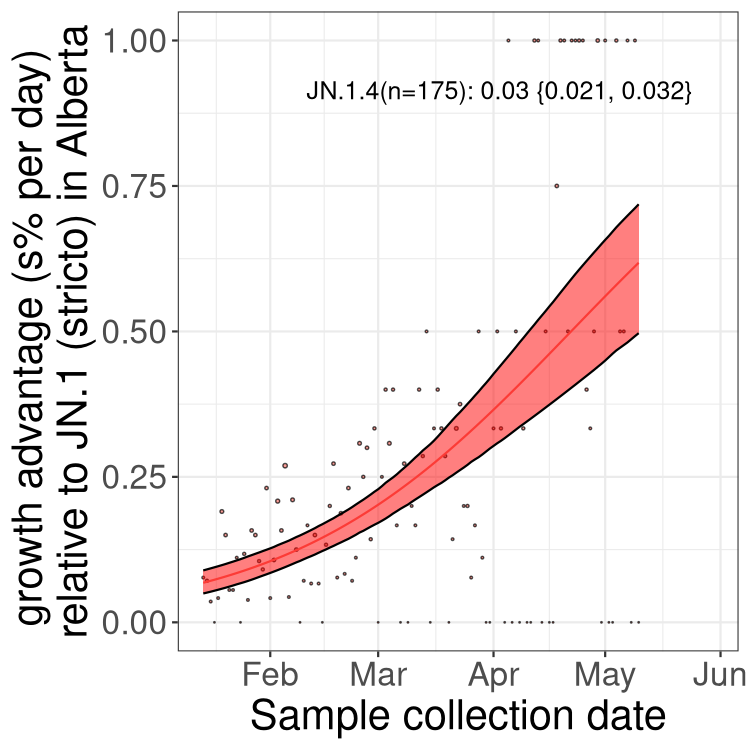 growth advantage (s% per day)
relative to JN.1 (stricto) in Alberta
1.00
0.75
0.50
0.25
0.00
JN.1.4(n=175): 0.03 {0.021, 0.032}
Feb Mar Apr May Jun
Sample collection date